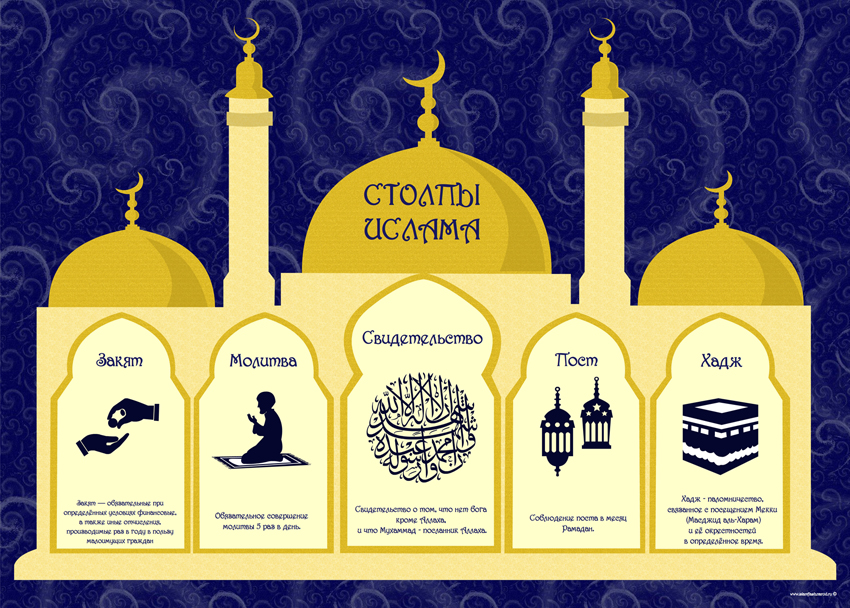 СТОЛПЫ
ИСЛАМА
Закят
Закят — обязательные при
определённых условиях финансовые,
а также иные отчисления,
производимые раз в году в пользу
малоимущих граждан
Молитва
Обязательное совершение
молитвы 5 раз в день.
Свидетельство
Свидетельство о том, что нет бога
кроме Аллаха,
и что Мухаммад - посланник Аллаха.
Пост
Соблюдение поста в месяц
Рамадан.
Хадж
Хадж - паломничество,
связанное с посещением Мекки
(Масджид аль-Харам)
и её окрестностей
в определённое время.